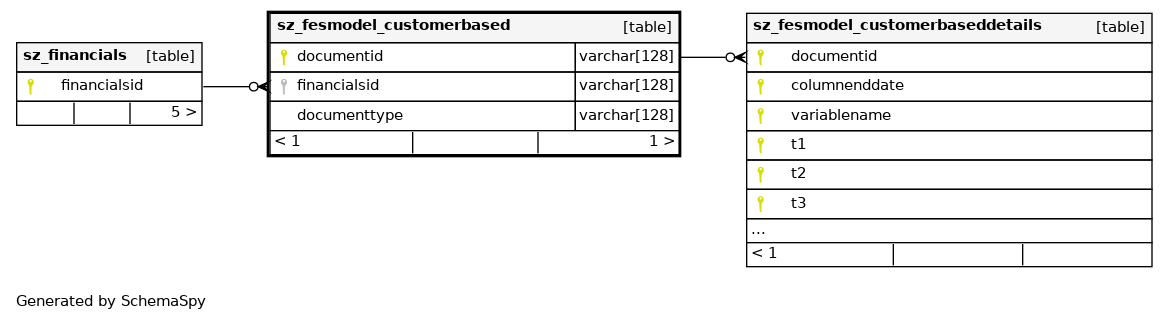 sz_financials [table]
financialsid
5 >
sz_fesmodel_customerbased [table]
documentid varchar[128]
financialsid varchar[128]
documenttype varchar[128]
< 1 1 >
sz_fesmodel_customerbaseddetails [table]
documentid
columnenddate
variablename
t1
t2
t3
...
< 1
Generated by SchemaSpy